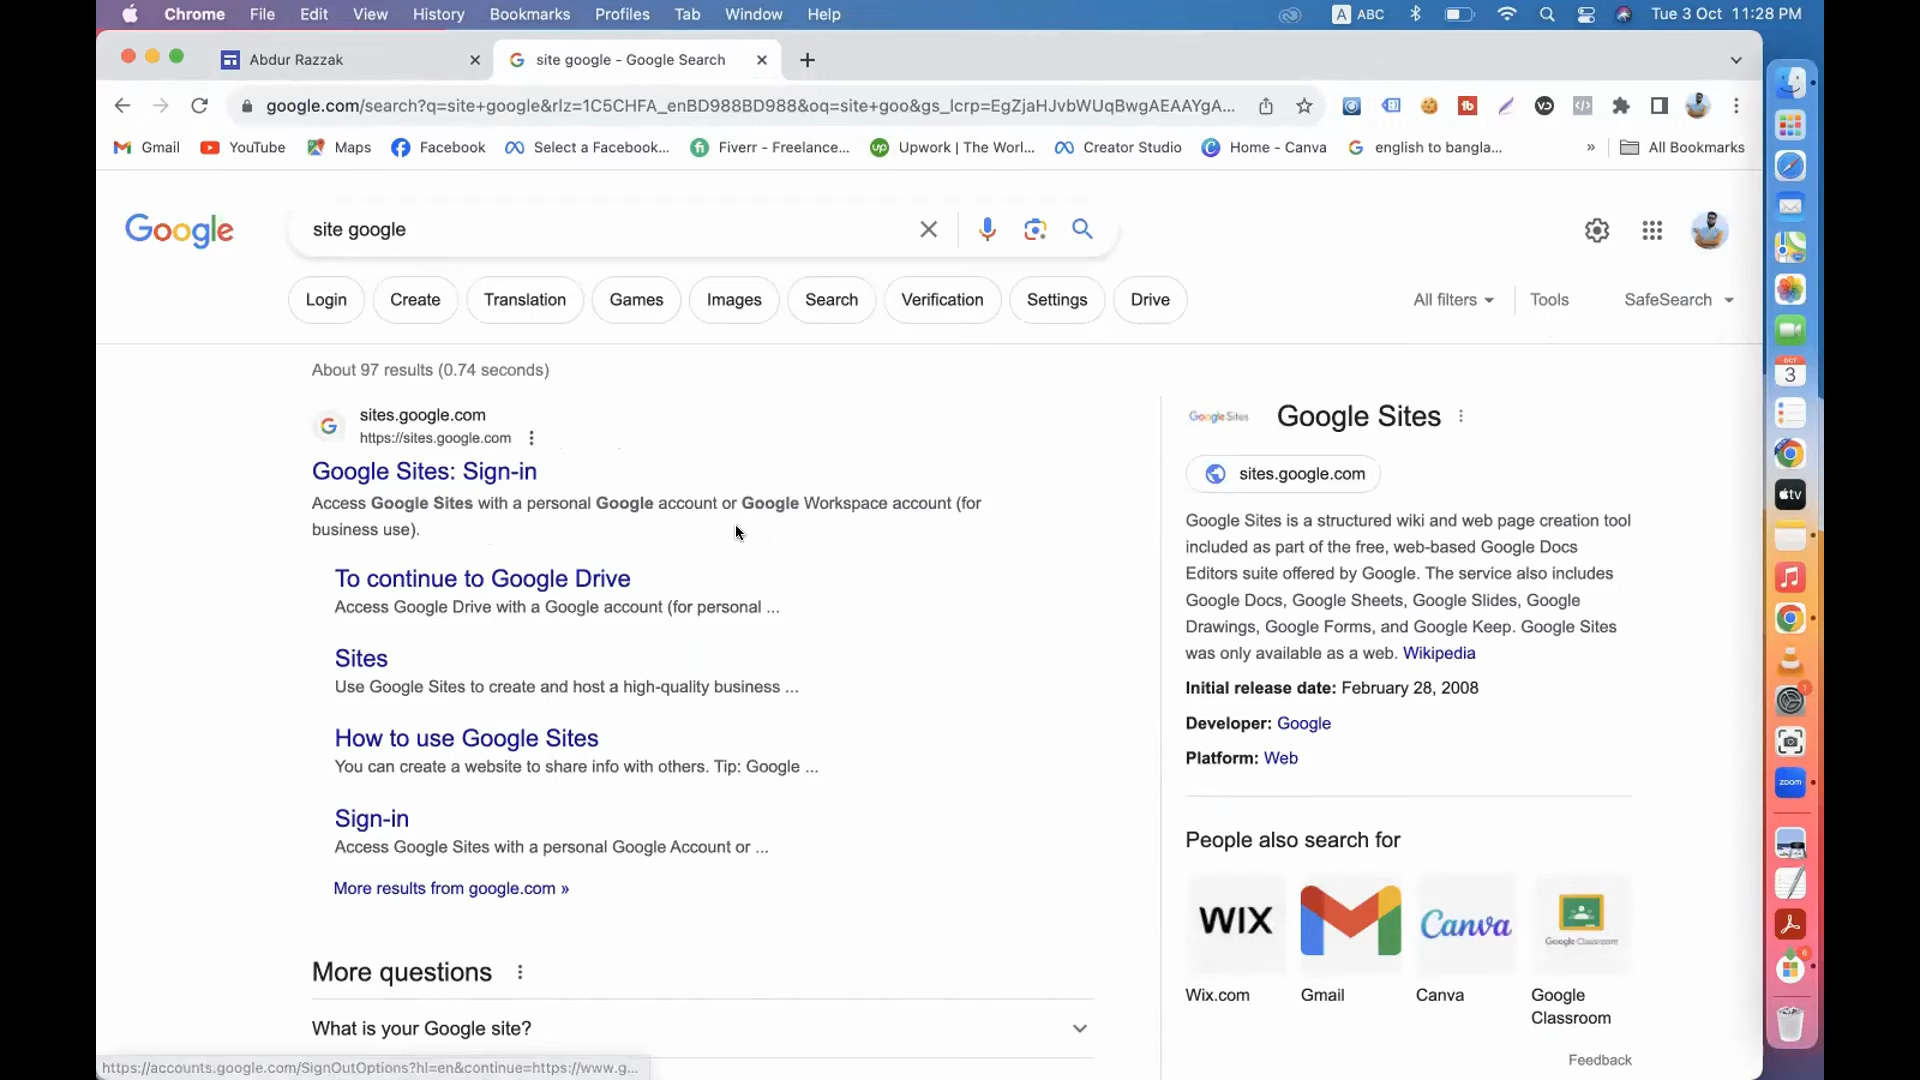 Chrome File Edit View History Bookmarks Profiles Tab Window Help A ABC Tue 3 Oct 11:28 PM
Abdur Razzak site google - Google Search
google.com/search?q=site+google&rlz=1C5CHFA_enBD988BD988&oq=site+goo&gs_lcrp=EgZjaHJvbWUqBwgAEAAYgA...
Gmail YouTube Maps Facebook Select a Facebook... Fiverr - Freelance... Upwork | The Worl... Creator Studio Home - Canva english to bangla... » All Bookmarks
Google site google
Login Create Translation Games Images Search Verification Settings Drive All filters Tools SafeSearch
About 97 results (0.74 seconds)
sites.google.com
https://sites.google.com
Google Sites: Sign-in
Access Google Sites with a personal Google account or Google Workspace account (for
business use).
To continue to Google Drive
Access Google Drive with a Google account (for personal ...
Sites
Use Google Sites to create and host a high-quality business ...
How to use Google Sites
You can create a website to share info with others. Tip: Google ...
Sign-in
Access Google Sites with a personal Google Account or ...
More results from google.com »
More questions
What is your Google site?
https://accounts.google.com/SignOutOptions?hl=en&continue=https://www.g...
Google Sites Google Sites
sites.google.com
Google Sites is a structured wiki and web page creation tool
included as part of the free, web-based Google Docs
Editors suite offered by Google. The service also includes
Google Docs, Google Sheets, Google Slides, Google
Drawings, Google Forms, and Google Keep. Google Sites
was only available as a web. Wikipedia
Initial release date: February 28, 2008
Developer: Google
Platform: Web
People also search for
WIX Canva Google Classroom
Wix.com Gmail Canva Google
Classroom
Feedback
OCT
3
tv
zoom